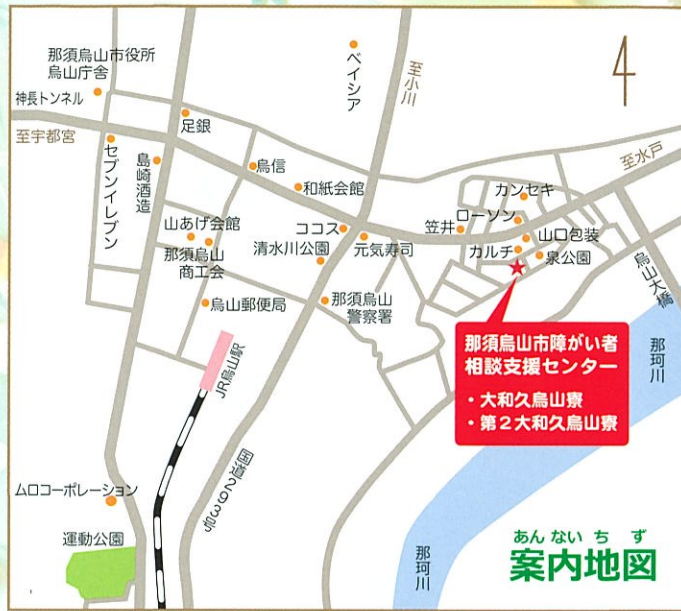 那須烏山市役所
烏山庁舎
神長トンネル
至宇都宮
足銀
ベイシア
至小川
4
至水戸
セブンイレブン
島崎酒造
烏信
和紙会館
カンセキ
ローソン
笠井
山口包装
カルチ
泉公園
ココス
元気寿司
山あげ会館
清水川公園
那須烏山
商工会
烏山大橋
烏山郵便局
那須烏山
警察署
那珂川
JR烏山駅
那須烏山市障がい者
相談支援センター
・大和久烏山寮
・第2大和久烏山寮
国道293号
ムロコーポレーション
運動公園
那珂川
あんないちず
案内地図